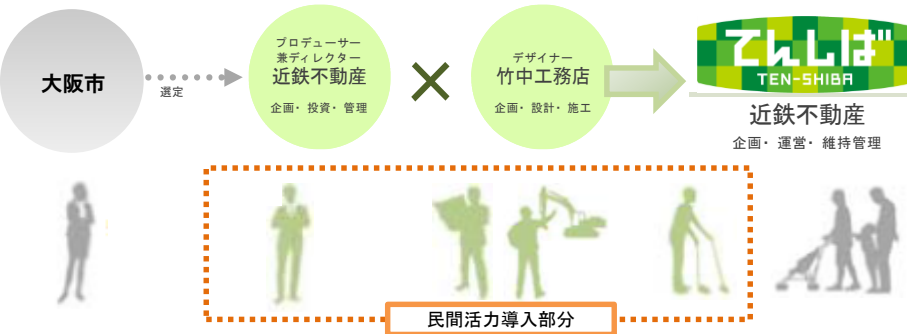 大阪市
選定
プロデューサー
兼ディレクター
近鉄不動産
企画・投資・管理
デザイナー
竹中工務店
企画・設計・施工
てんしば
TEN-SHIBA
近鉄不動産
企画・運営・維持管理
民間活力導入部分